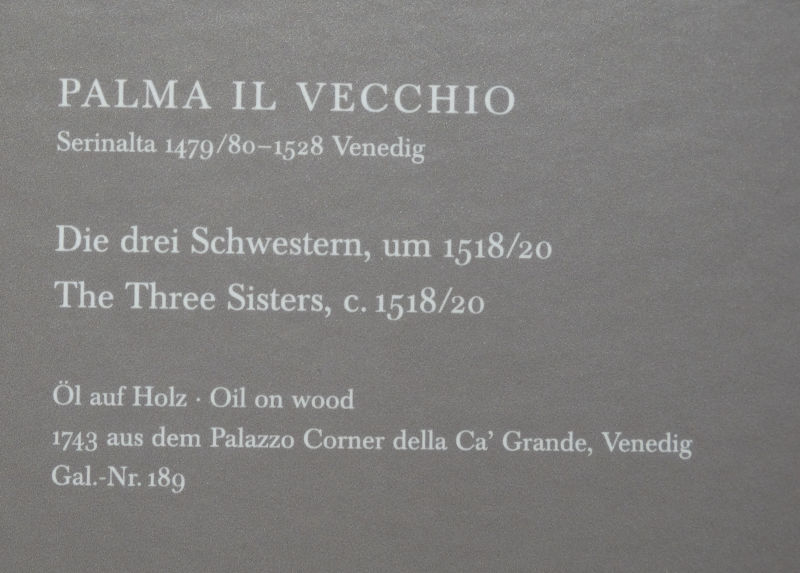 PALMA IL VECCHIO
Serinalta 1479/80–1528 Venedig
Die drei Schwestern, um 1518/20
The Three Sisters, c. 1518/20
Öl auf Holz · Oil on wood
1743 aus dem Palazzo Corner della Ca’ Grande, Venedig
Gal.-Nr. 189